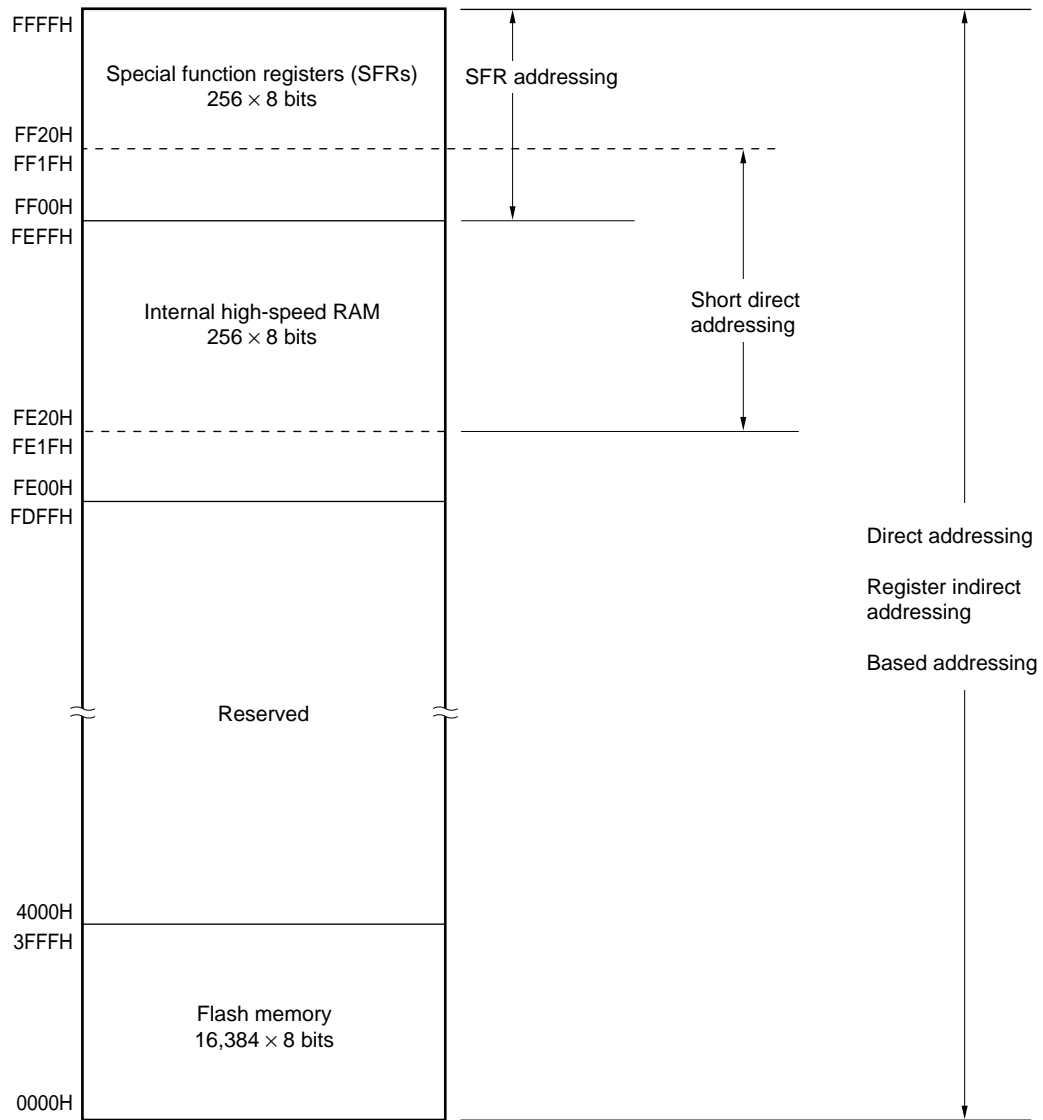 FFFFH
Special function registers (SFRs)
256 × 8 bits
SFR addressing
FF20H
FF1FH
FF00H
FEFFH
Internal high-speed RAM
256 × 8 bits
Short direct
addressing
FE20H
FE1FH
FE00H
FDFFH
Direct addressing
Register indirect
addressing
Based addressing
Reserved
4000H
3FFFH
Flash memory
16,384 × 8 bits
0000H